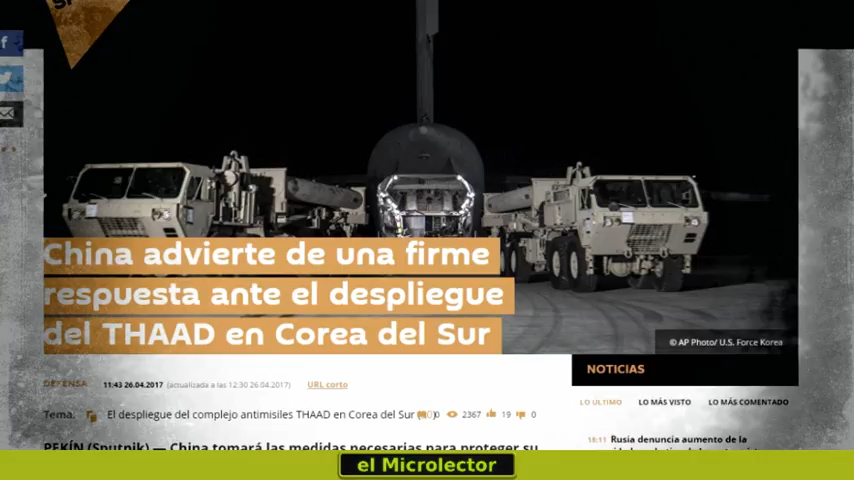 f
China advierte de una firme
respuesta ante el despliegue
del THAAD en Corea del Sur
© AP Photo/ U.S. Force Korea
DEFENSA 11:43 26.04.2017 (actualizada a las 12:30 26.04.2017) URL corto
Tema: El despliegue del complejo antimisiles THAAD en Corea del Sur 2367 19 0
PEKÍN (Sputnik) — China tomará las medidas necesarias para proteger su
NOTICIAS
LO ÚLTIMO LO MÁS VISTO LO MÁS COMENTADO
18:11 Rusia denuncia aumento de la
el Microlector